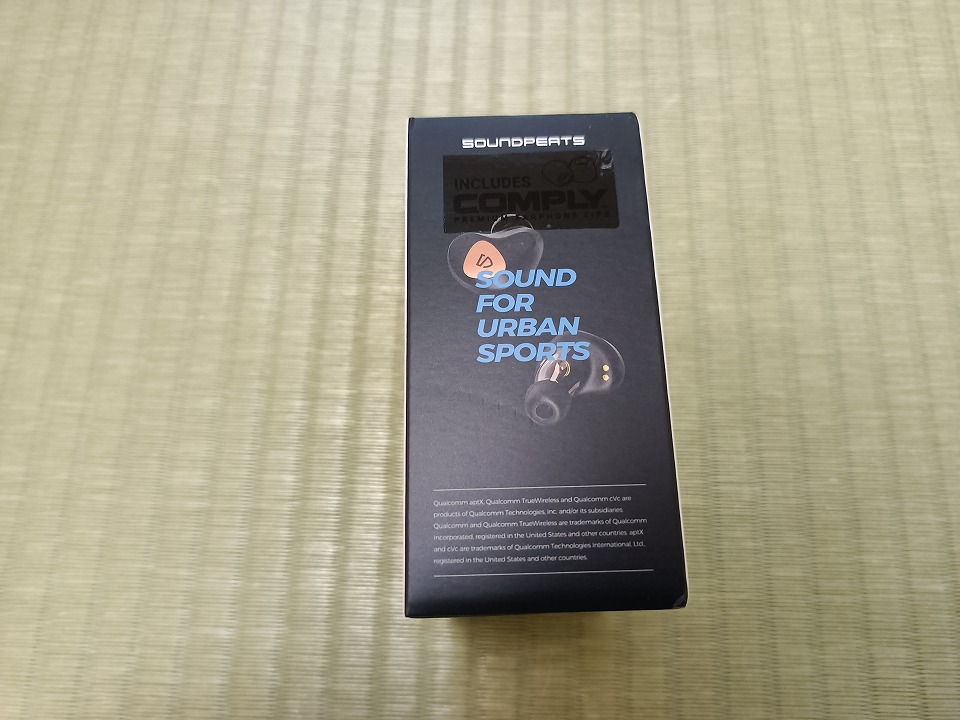 SOUNDPEATS
INCLUDES
COMPLY
PREMIUM EARPHONE TIPS
SOUND
FOR
URBAN
SPORTS
Qualcomm aptX, Qualcomm TrueWireless and Qualcomm cVc are
products of Qualcomm Technologies, Inc. and/or its subsidiaries.
Qualcomm and Qualcomm TrueWireless are trademarks of Qualcomm
Incorporated, registered in the United States and other countries. aptX
and cVc are trademarks of Qualcomm Technologies International, Ltd.,
registered in the United States and other countries.